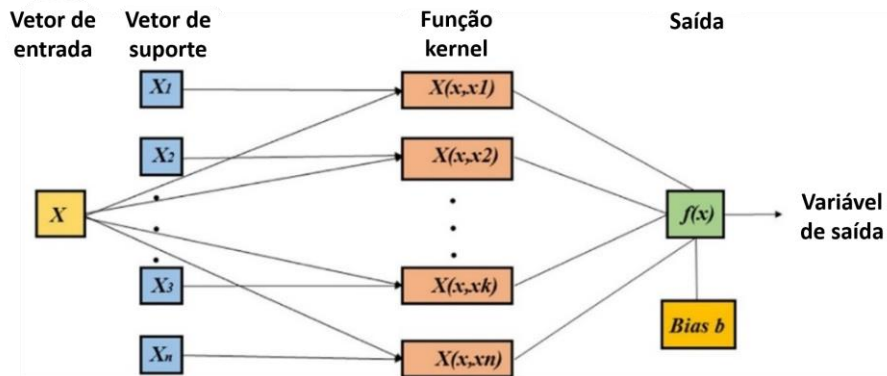 Vetor de
entrada
Vetor de
suporte
Função
kernel
Saída
X1
X(x,x1)
X2
X(x,x2)
X
f(x)
Variável
de saída
X3
X(x,xk)
Bias b
Xn
X(x,xn)